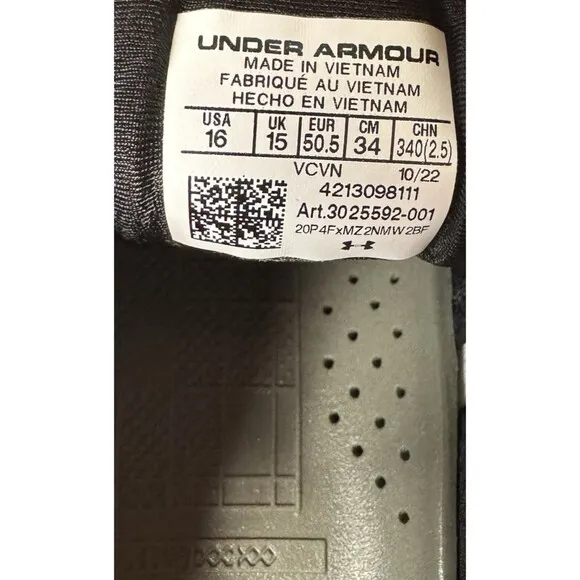 UNDER ARMOUR
MADE IN VIETNAM
FABRIQUÉ AU VIETNAM
HECHO EN VIETNAM
USA UK EUR CM CHN
16 15 50.5 34 340(2.5)
VCVN 10/22
4213098111
Art.3025592-001
20P4FxMZ2NMW2BF